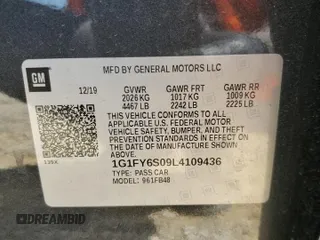 GM
MFD BY GENERAL MOTORS LLC
12/19 GVWR GAWR FRT GAWR RR
2026 KG 1017 KG 1009 KG
4467 LB 2242 LB 2225 LB
THIS VEHICLE CONFORMS TO ALL
APPLICABLE U.S. FEDERAL MOTOR
VEHICLE SAFETY, BUMPER, AND THEFT
PREVENTION STANDARDS IN EFFECT ON
THE DATE OF MANUFACTURE SHOWN ABOVE.
1G1FY6S09L4109436
TYPE: PASS CAR
MODEL: 961FB48
DREAMBID